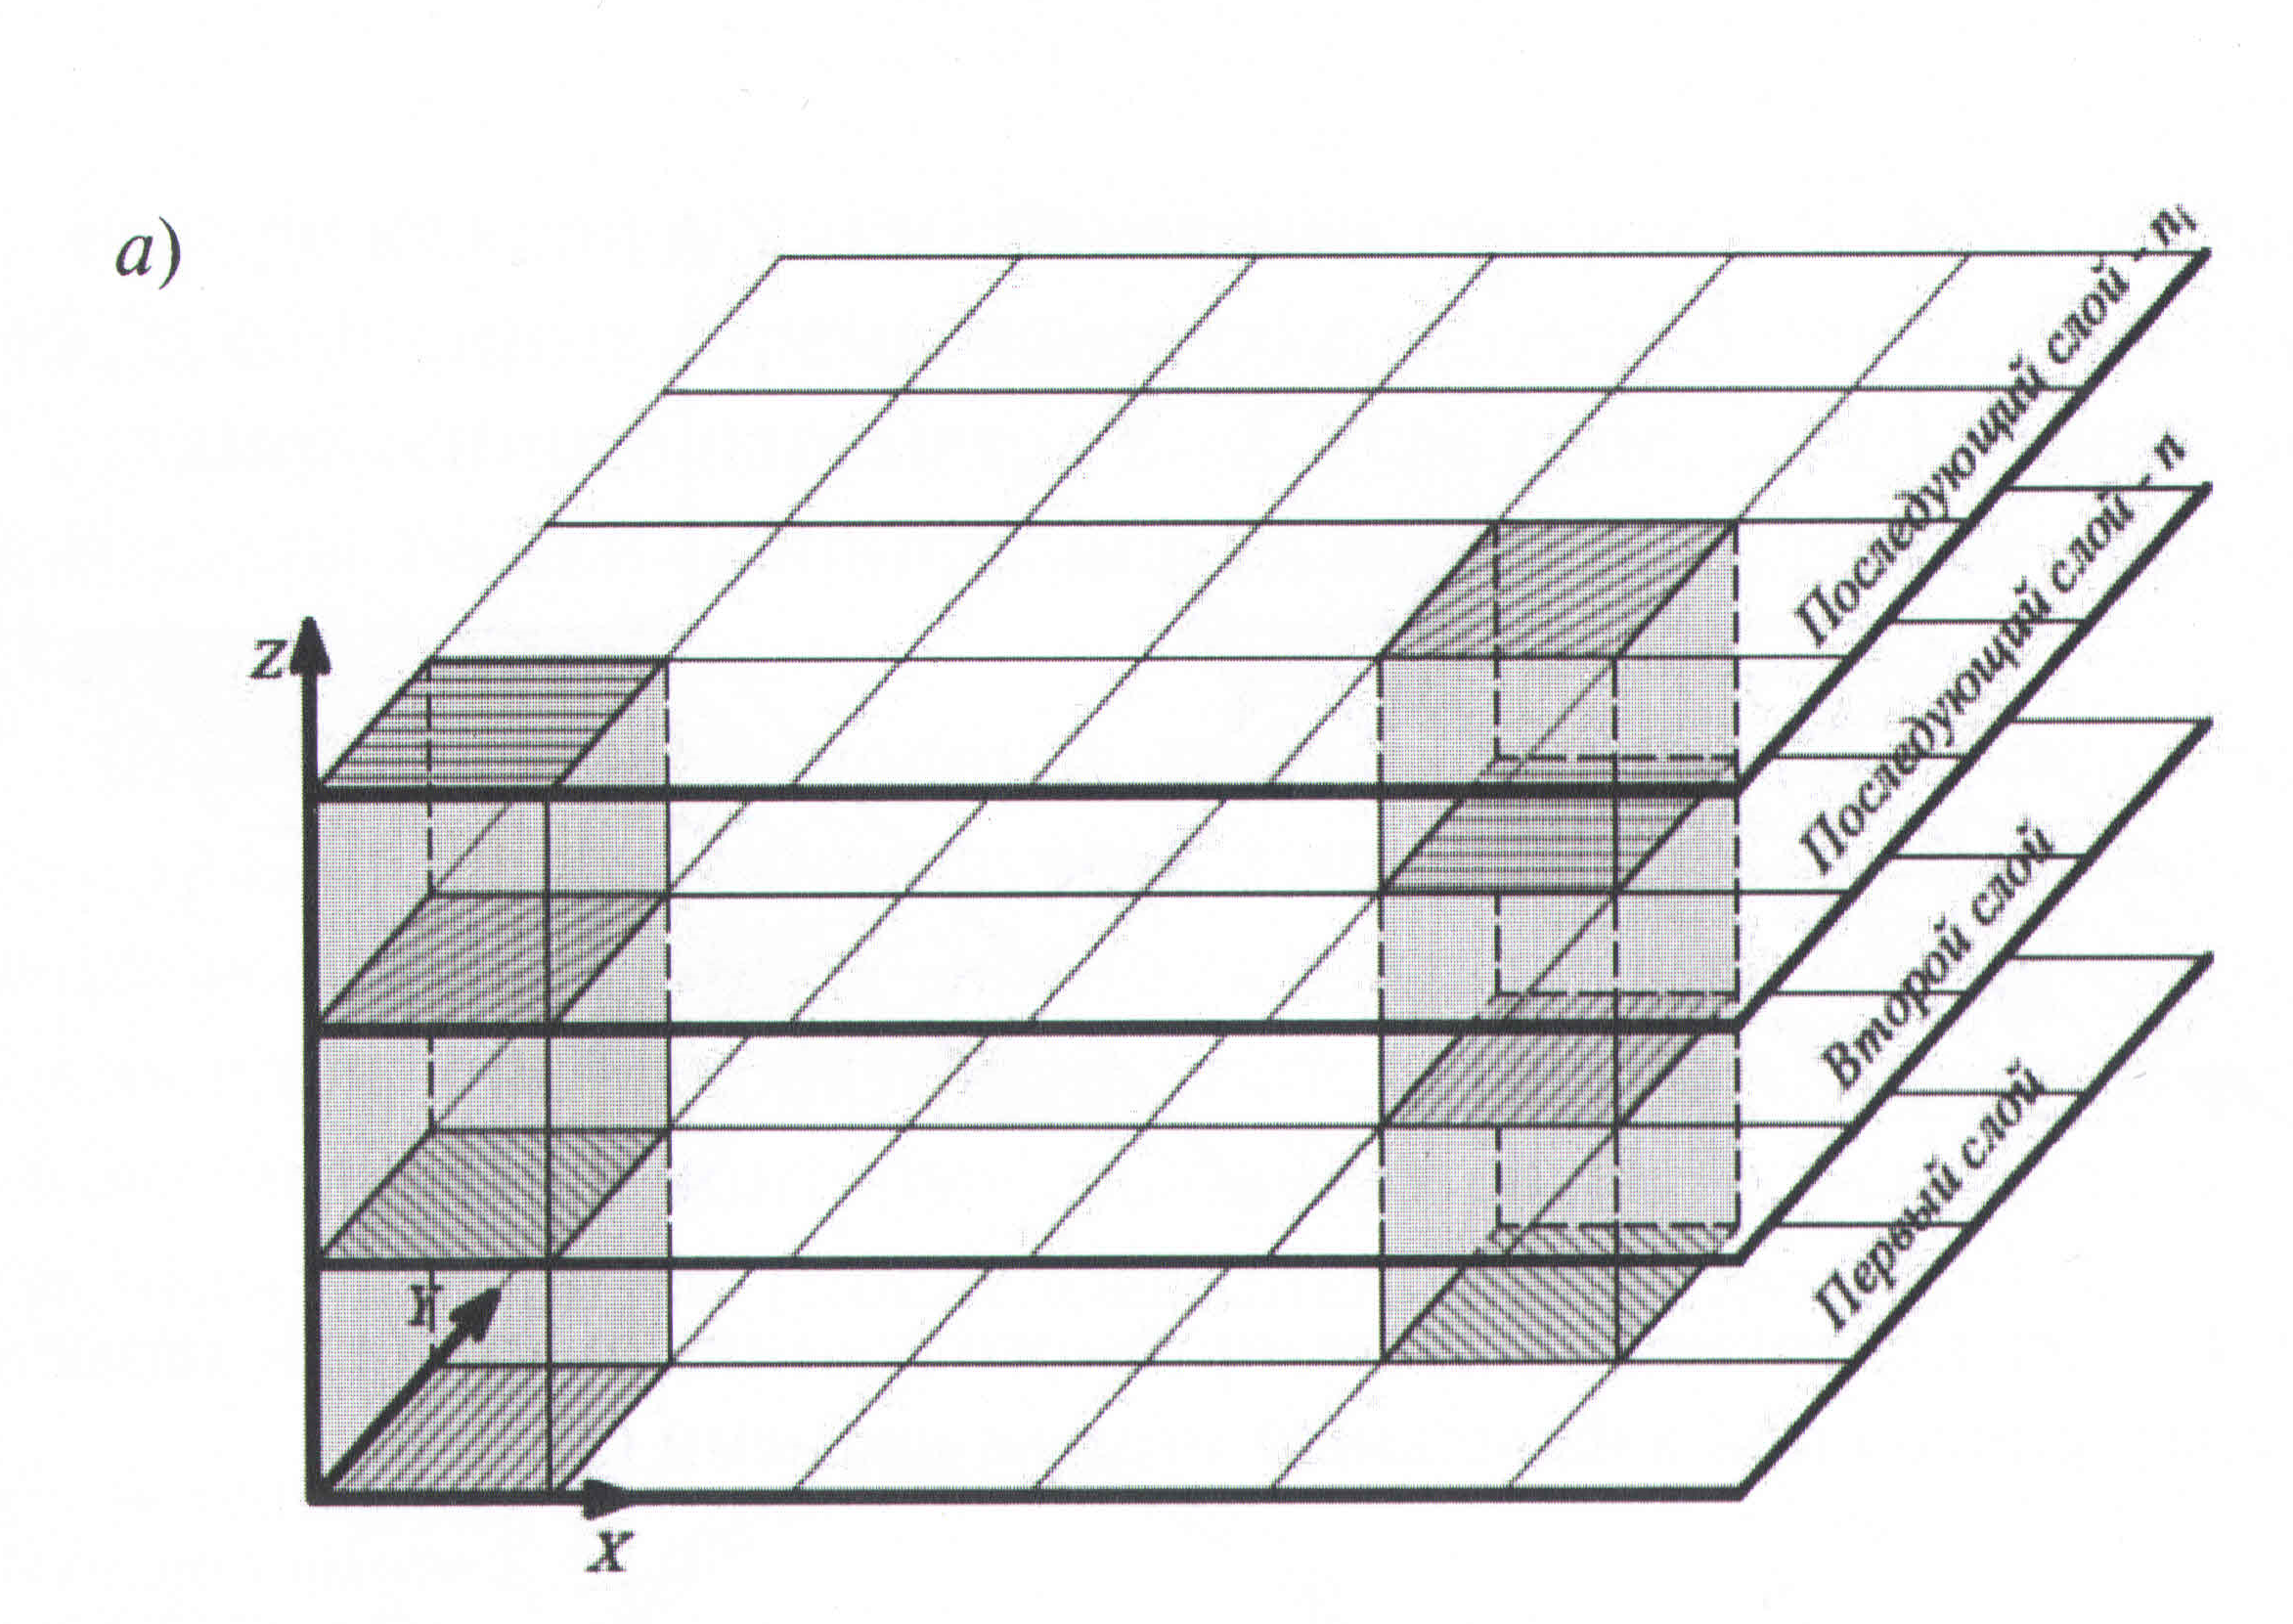 а)
Последующий слой - n₁
Последующий слой - n
Второй слой
Первый слой
Z
Y
X